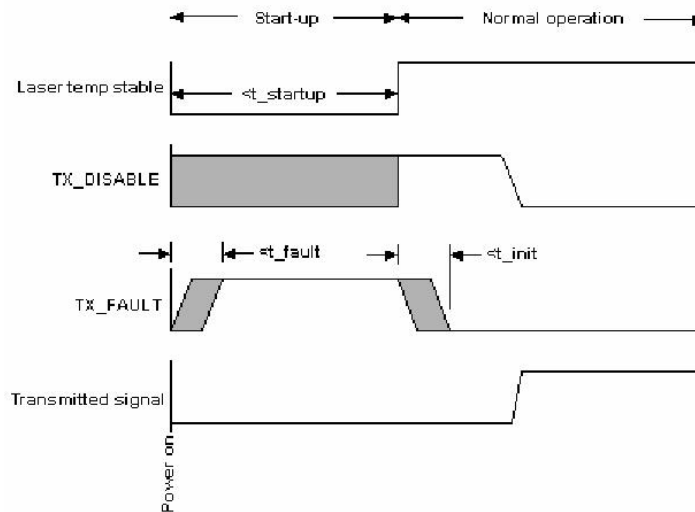 Start-up
Normal operation
Laser temp stable
<t_startup
TX_DISABLE
<t_fault
<t_init
TX_FAULT
Transmitted signal
Power on